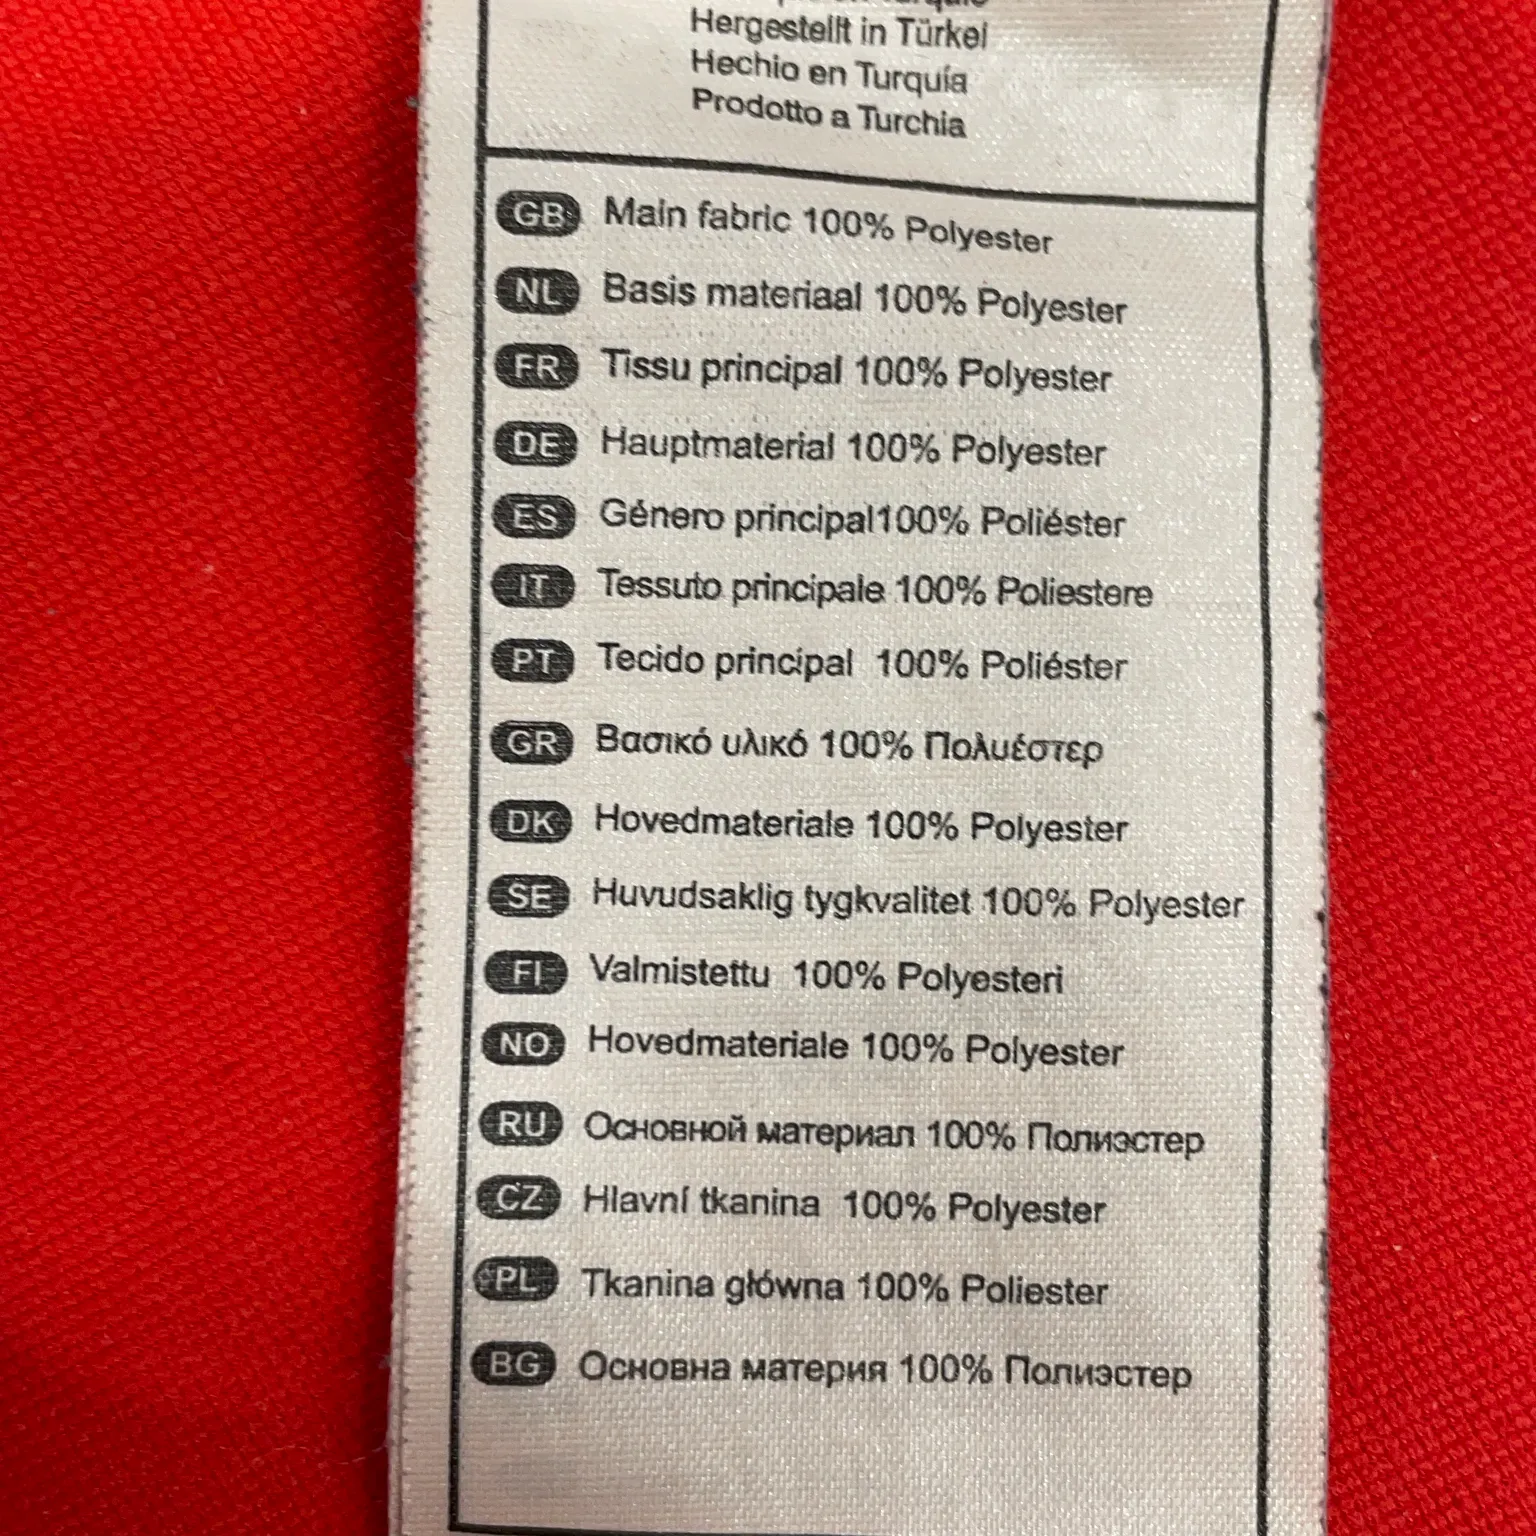 Hergestellt in Türkei
Hechio en Turquía
Prodotto a Turchia
GB Main fabric 100% Polyester
NL Basis materiaal 100% Polyester
FR Tissu principal 100% Polyester
DE Hauptmaterial 100% Polyester
ES Género principal100% Poliéster
IT Tessuto principale 100% Poliestere
PT Tecido principal 100% Poliéster
GR Βασικό υλικό 100% Πολυέστερ
DK Hovedmateriale 100% Polyester
SE Huvudsaklig tygkvalitet 100% Polyester
FI Valmistettu 100% Polyesteri
NO Hovedmateriale 100% Polyester
RU Основной материал 100% Полиэстер
CZ Hlavní tkanina 100% Polyester
PL Tkanina główna 100% Poliester
BG Основна материя 100% Полиэстер